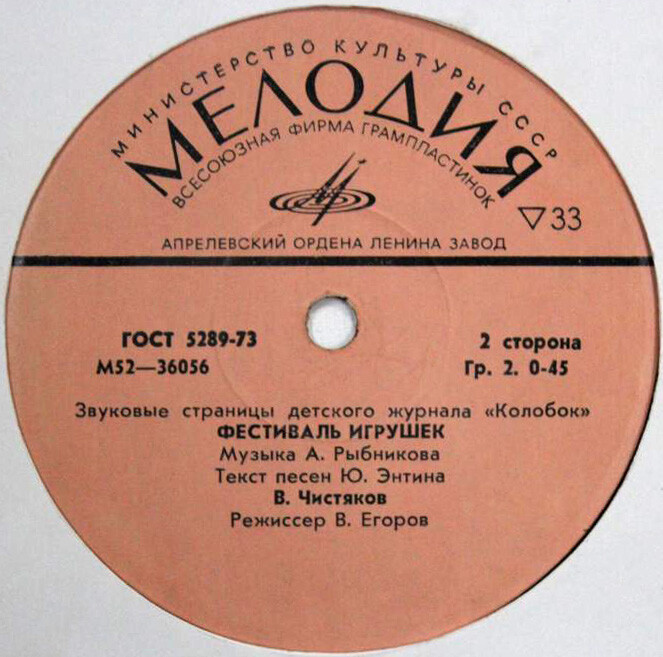 МИНИСТЕРСТВО КУЛЬТУРЫ СССР
МЕЛОДИЯ
ВСЕСОЮЗНАЯ ФИРМА ГРАМПЛАСТИНОК
33
АПРЕЛЕВСКИЙ ОРДЕНА ЛЕНИНА ЗАВОД
ГОСТ 5289-73
2 сторона
М52—36056
Гр. 2. 0-45
Звуковые страницы детского журнала «Колобок»
ФЕСТИВАЛЬ ИГРУШЕК
Музыка А. Рыбникова
Текст песен Ю. Энтина
В. Чистяков
Режиссер В. Егоров